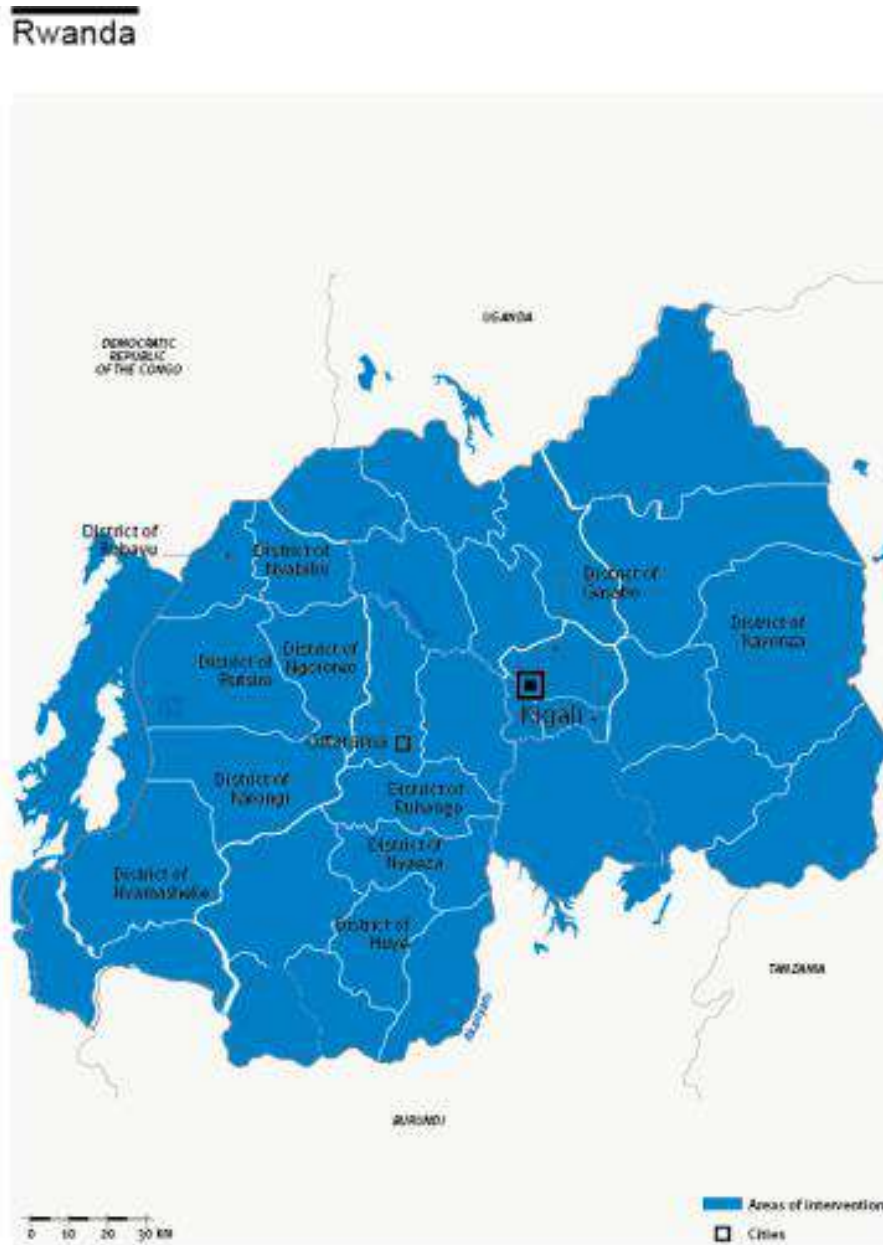 Rwanda
UGANDA
DEMOCRATIC
REPUBLIC
OF THE CONGO
District of
Rubavu
District of
Nyabihu
District of
Gasabo
District of
Kayonza
District of
Rutsiro
District of
Ngororero
Kigali
Gitarama
District of
Karongi
District of
Ruhango
District of
Nyanza
District of
Nyamasheke
District of
Huye
TANZANIA
Akanyaru
BURUNDI
Areas of intervention
Cities
0 10 20 30 KM